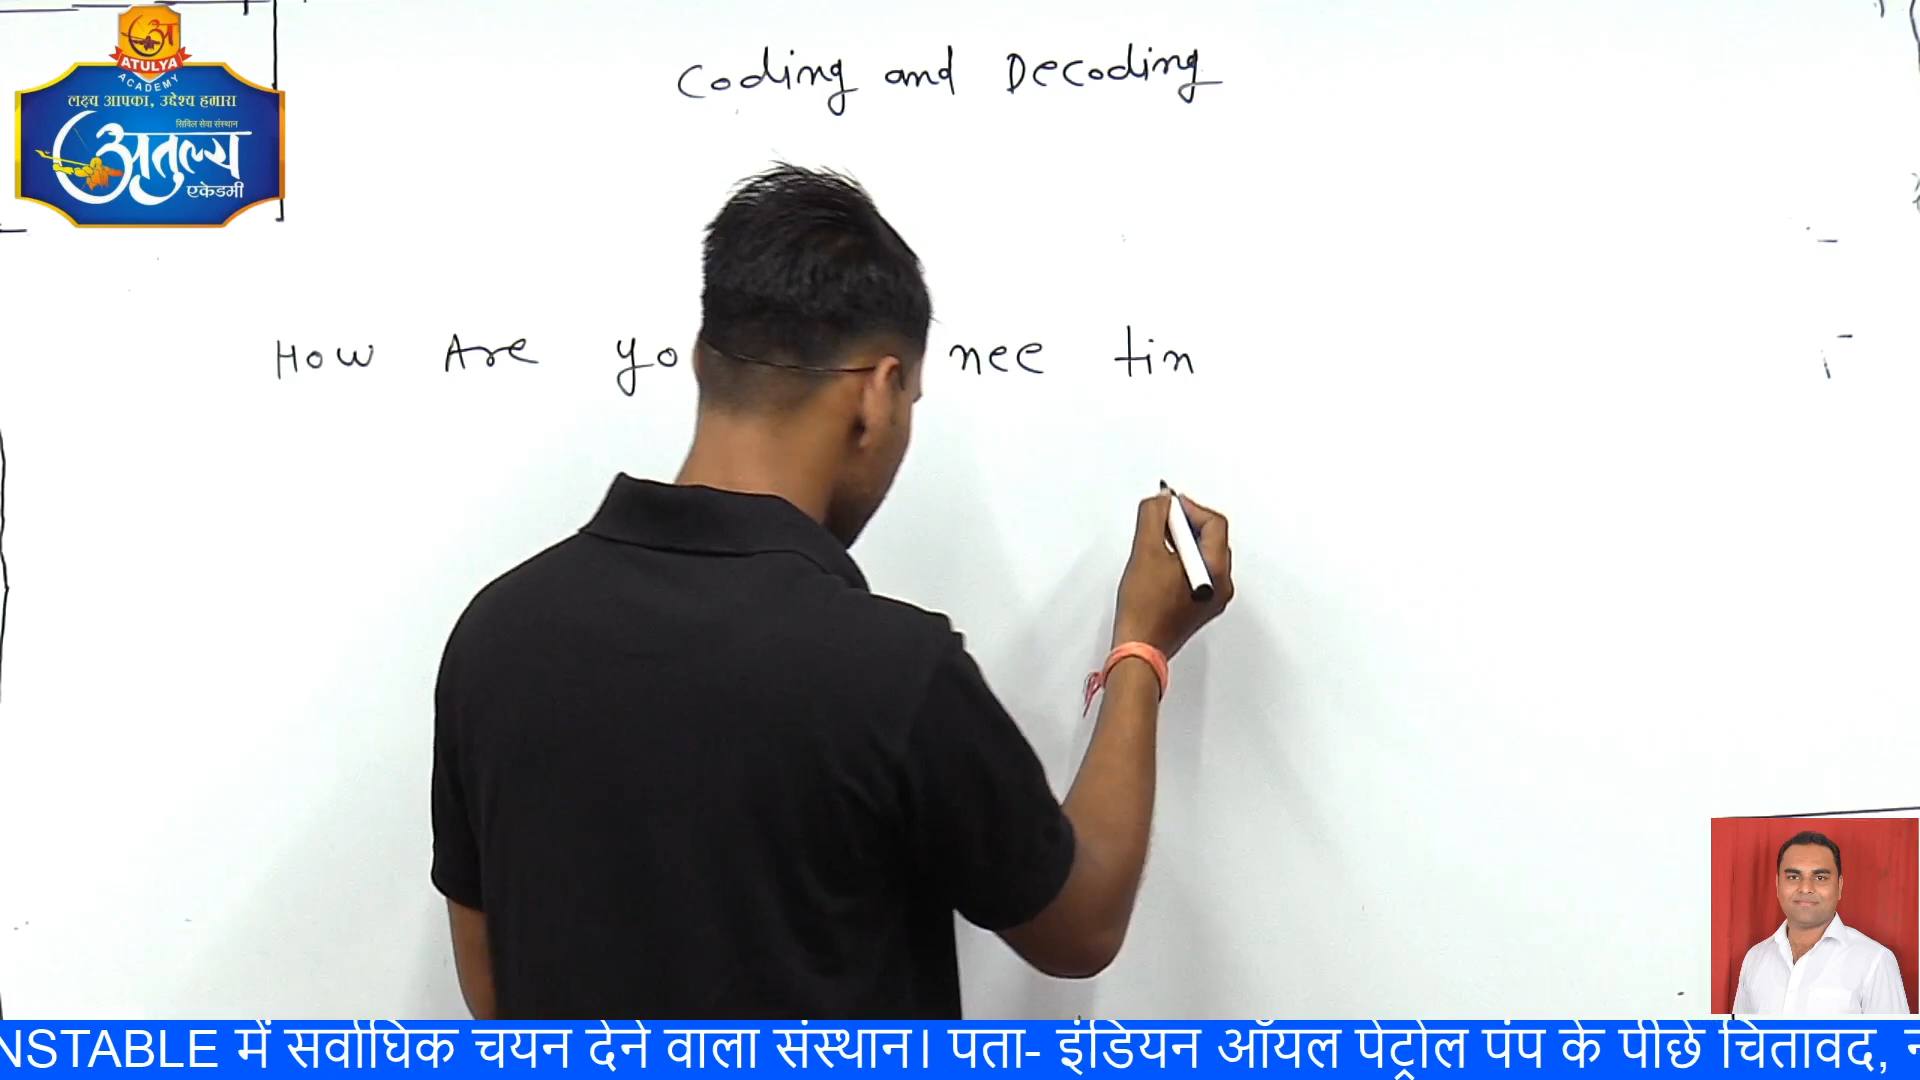 Coding and Decoding
अ
ATULYA
ACADEMY
लक्ष्य आपका, उद्देश्य हमारा
सिविल सेवा संस्थान
अतुल्य
एकेडमी
How Are yo nee tin
NSTABLE में सर्वाधिक चयन देने वाला संस्थान। पता- इंडियन ऑयल पेट्रोल पंप के पीछे चितावद,